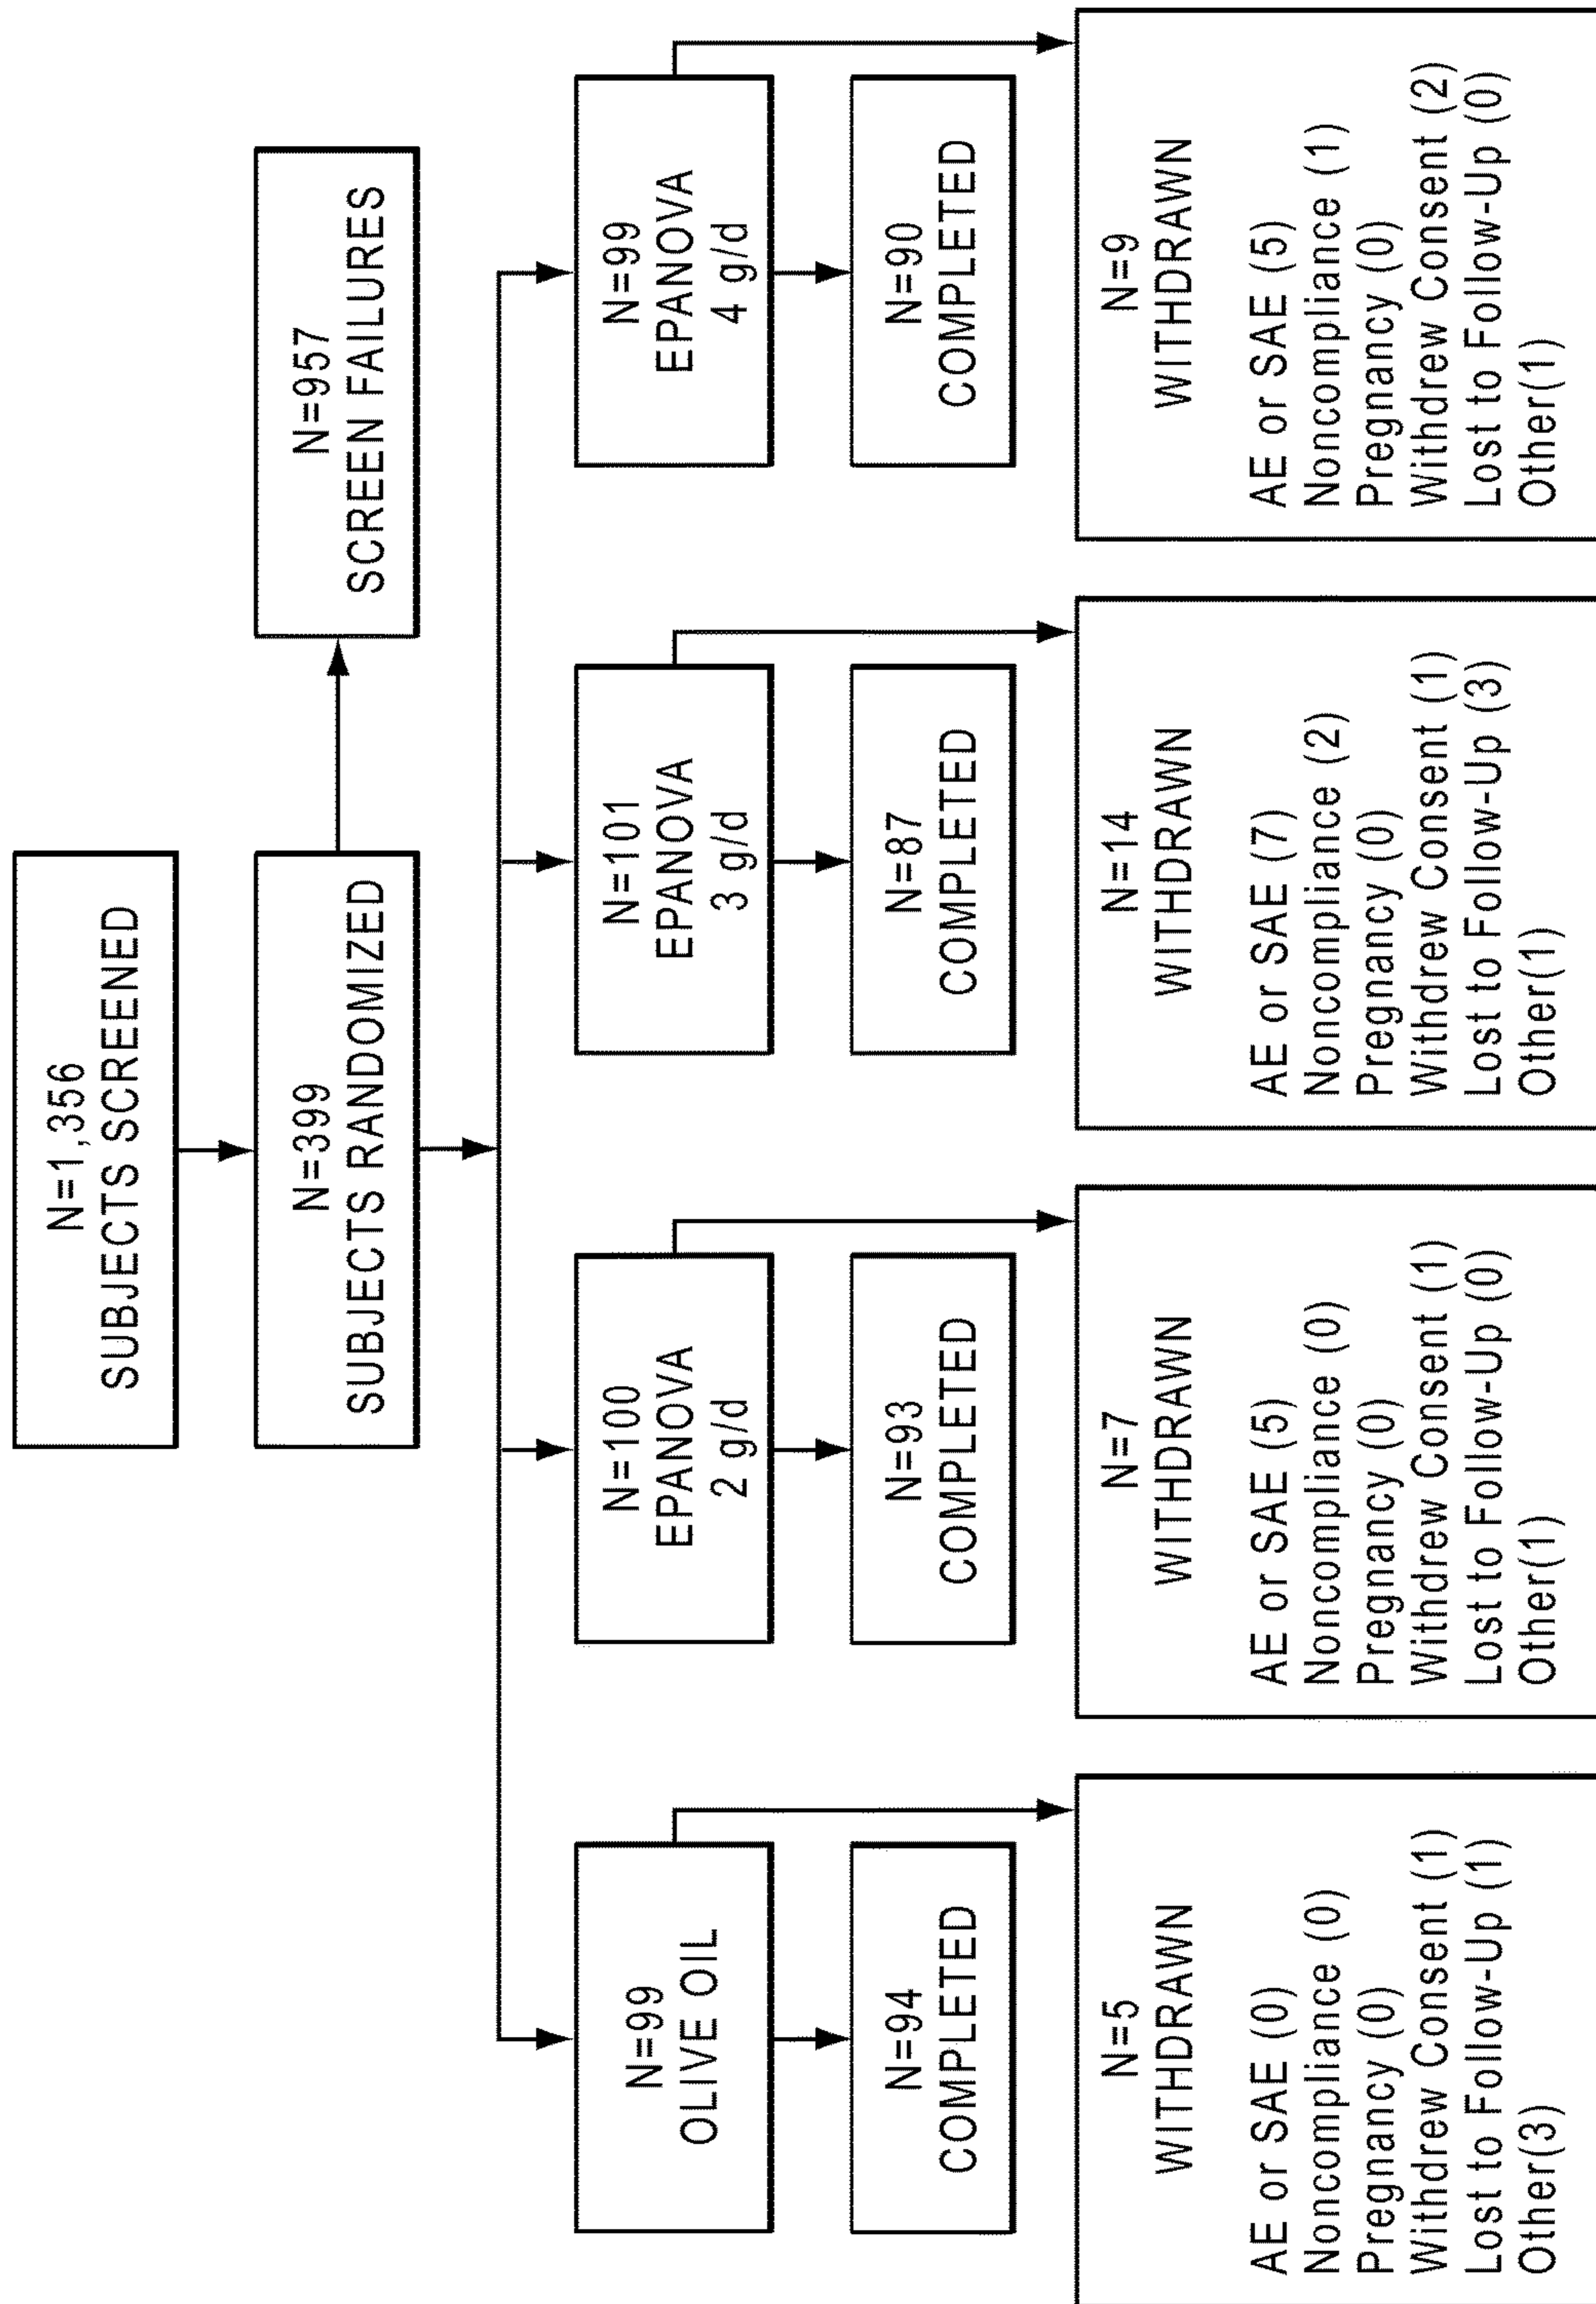 N=1,356
SUBJECTS SCREENED
N=399
SUBJECTS RANDOMIZED
N=957
SCREEN FAILURES
N=99
OLIVE OIL
N=94
COMPLETED
N=5
WITHDRAWN
AE or SAE (0)
Noncompliance (0)
Pregnancy (0)
Withdrew Consent (1)
Lost to Follow-Up (1)
Other(3)
N=100
EPANOVA
2 g/d
N=93
COMPLETED
N=7
WITHDRAWN
AE or SAE (5)
Noncompliance (0)
Pregnancy (0)
Withdrew Consent (1)
Lost to Follow-Up (0)
Other(1)
N=101
EPANOVA
3 g/d
N=87
COMPLETED
N=14
WITHDRAWN
AE or SAE (7)
Noncompliance (2)
Pregnancy (0)
Withdrew Consent (1)
Lost to Follow-Up (3)
Other(1)
N=99
EPANOVA
4 g/d
N=90
COMPLETED
N=9
WITHDRAWN
AE or SAE (5)
Noncompliance (1)
Pregnancy (0)
Withdrew Consent (2)
Lost to Follow-Up (0)
Other(1)